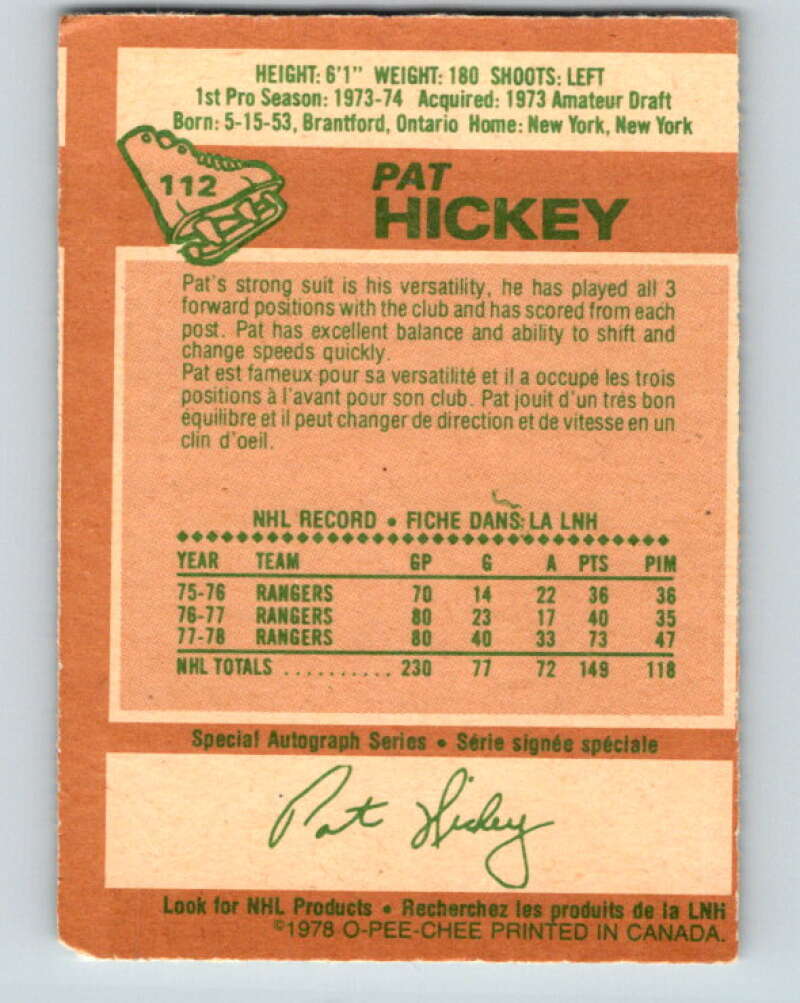 HEIGHT: 6'1" WEIGHT: 180 SHOOTS: LEFT
1st Pro Season: 1973-74 Acquired: 1973 Amateur Draft
Born: 5-15-53, Brantford, Ontario Home: New York, New York
112
PAT
HICKEY
Pat's strong suit is his versatility, he has played all 3
forward positions with the club and has scored from each
post. Pat has excellent balance and ability to shift and
change speeds quickly.
Pat est fameux pour sa versatilité et il a occupé les trois
positions à l'avant pour son club. Pat jouit d'un trés bon
équilibre et il peut changer de direction et de vitesse en un
clin d'oeil.
NHL RECORD • FICHE DANS LA LNH
YEAR TEAM GP G A PTS PIM
75-76 RANGERS 70 14 22 36 36
76-77 RANGERS 80 23 17 40 35
77-78 RANGERS 80 40 33 73 47
NHL TOTALS .......... 230 77 72 149 118
Special Autograph Series • Série signée spéciale
Pat Hickey
Look for NHL Products • Recherchez les produits de la LNH
©1978 O-PEE-CHEE PRINTED IN CANADA.